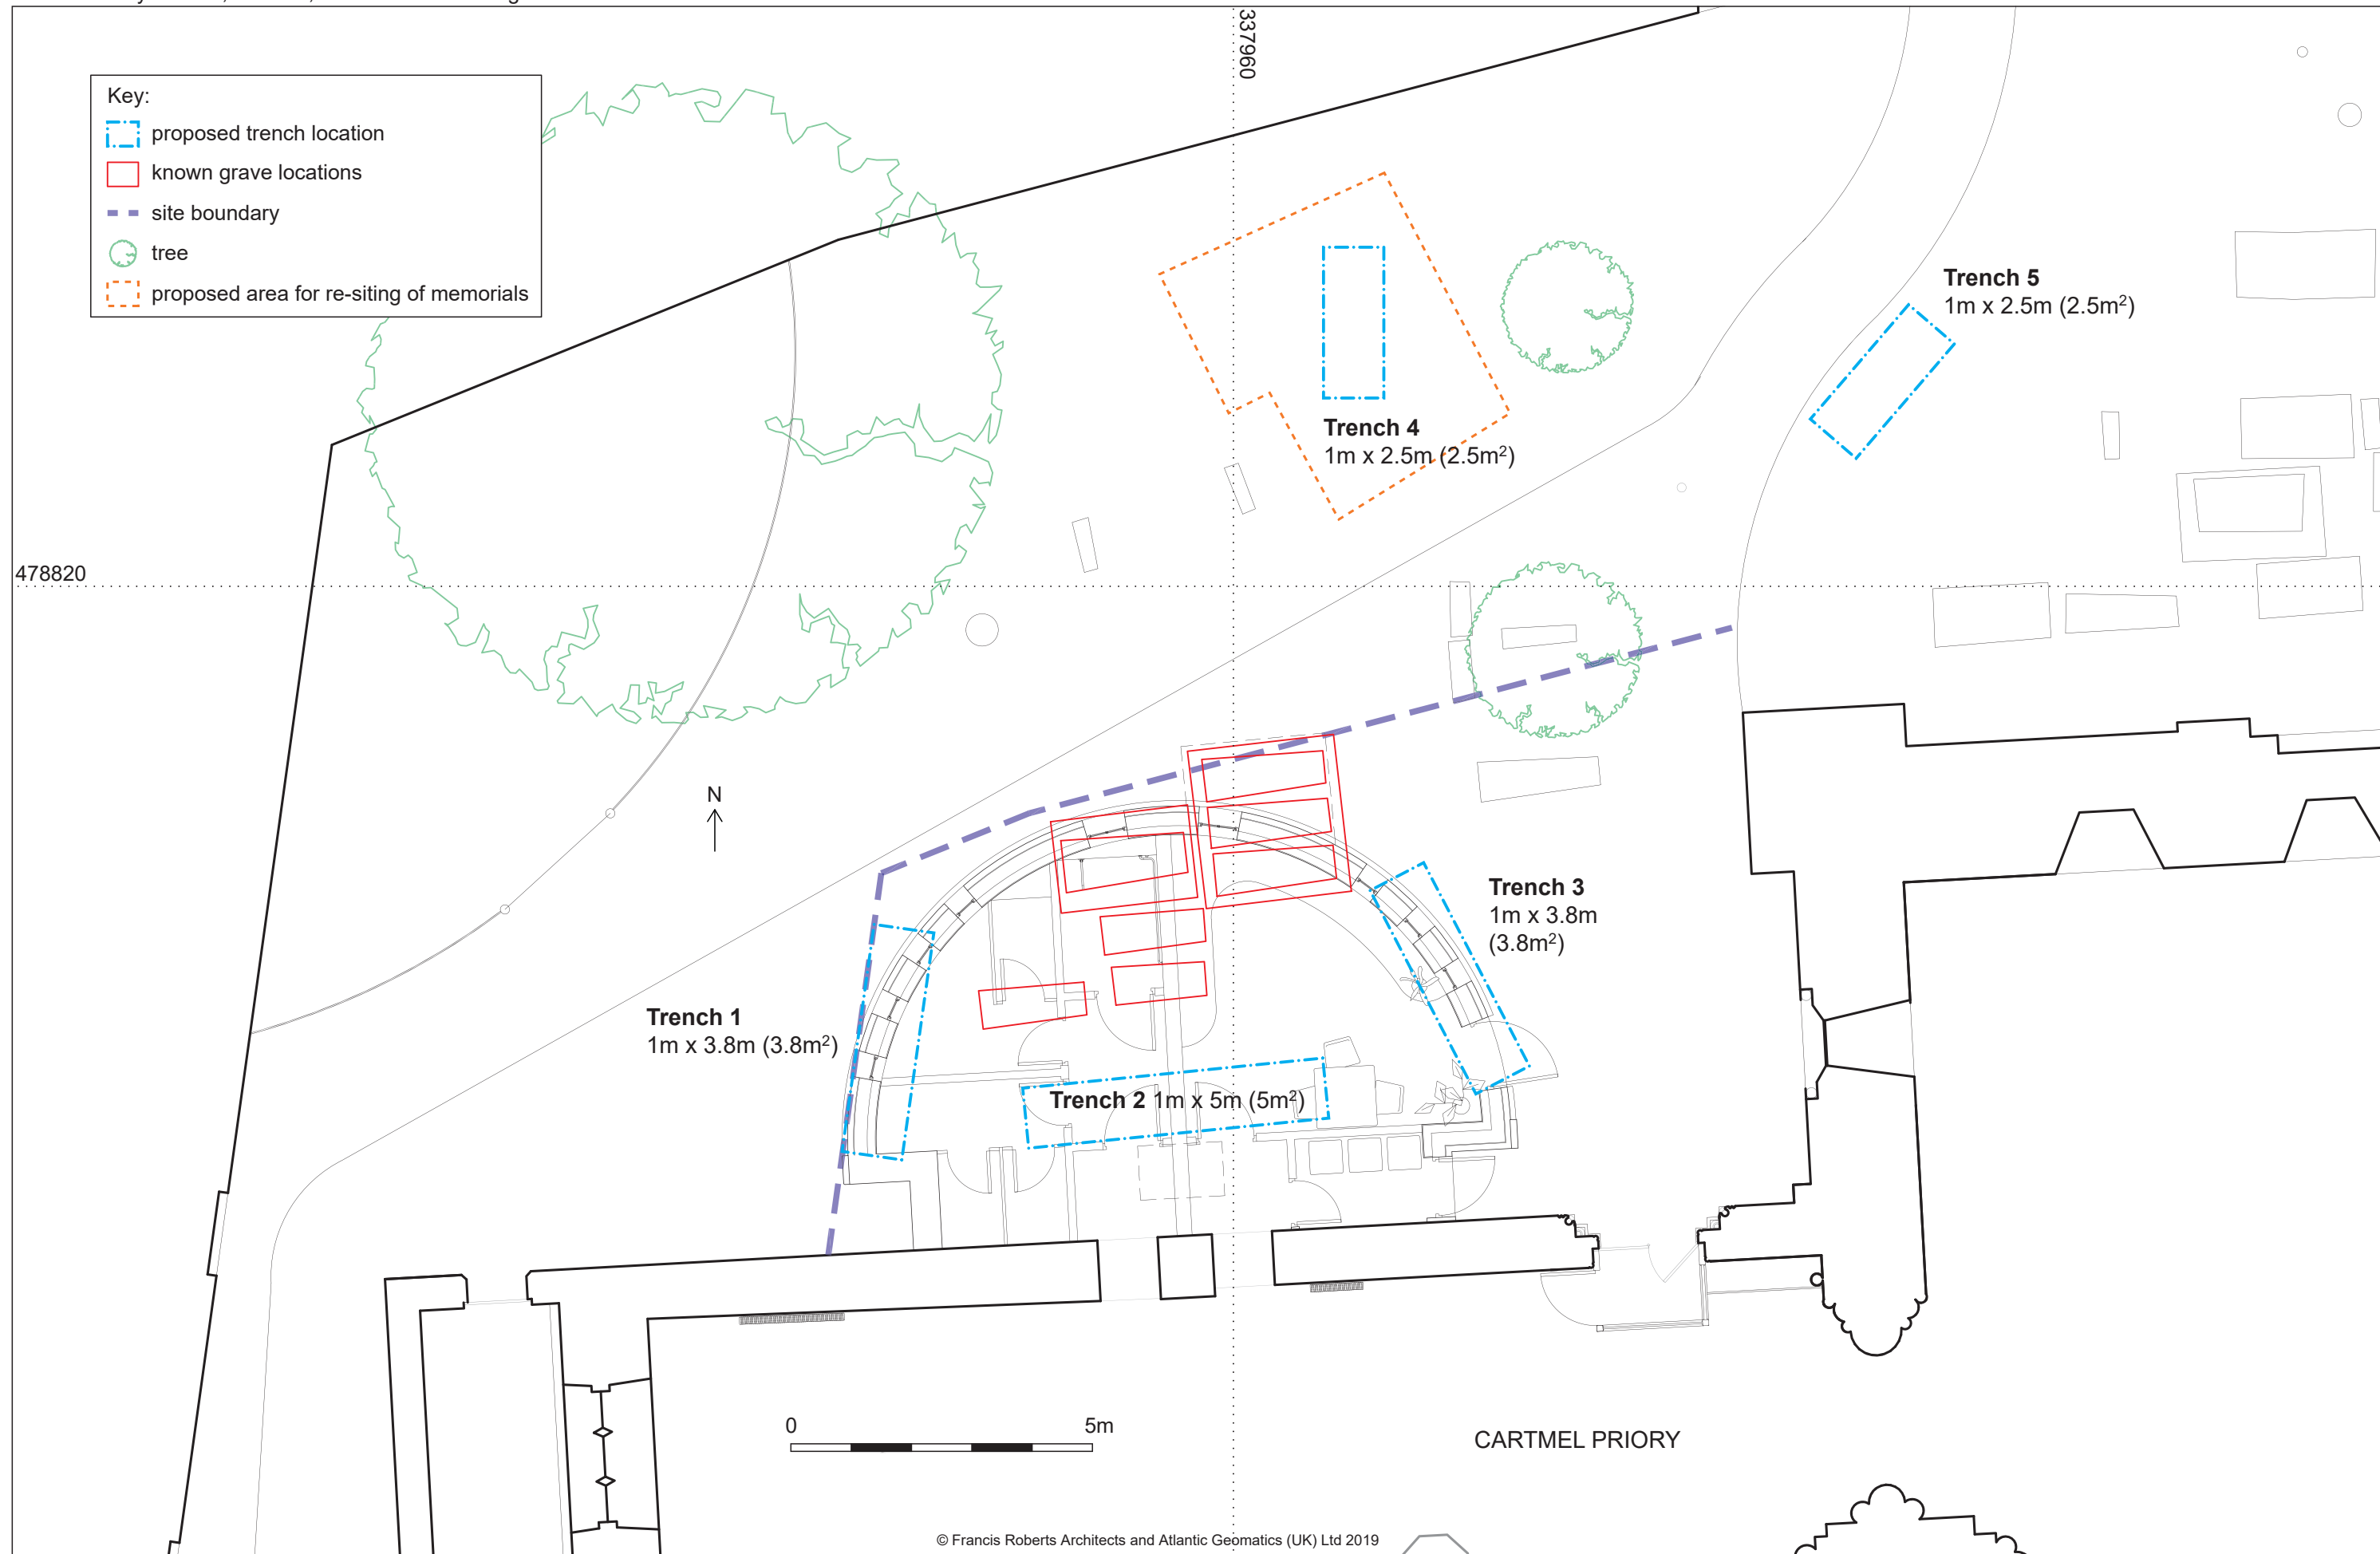 337960
Key:
proposed trench location
known grave locations
site boundary
tree
proposed area for re-siting of memorials
Trench 5
1m x 2.5m (2.5m²)
Trench 4
1m x 2.5m (2.5m²)
478820
N
Trench 3
1m x 3.8m
(3.8m²)
Trench 1
1m x 3.8m (3.8m²)
Trench 2 1m x 5m (5m²)
0 5m
CARTMEL PRIORY
© Francis Roberts Architects and Atlantic Geomatics (UK) Ltd 2019